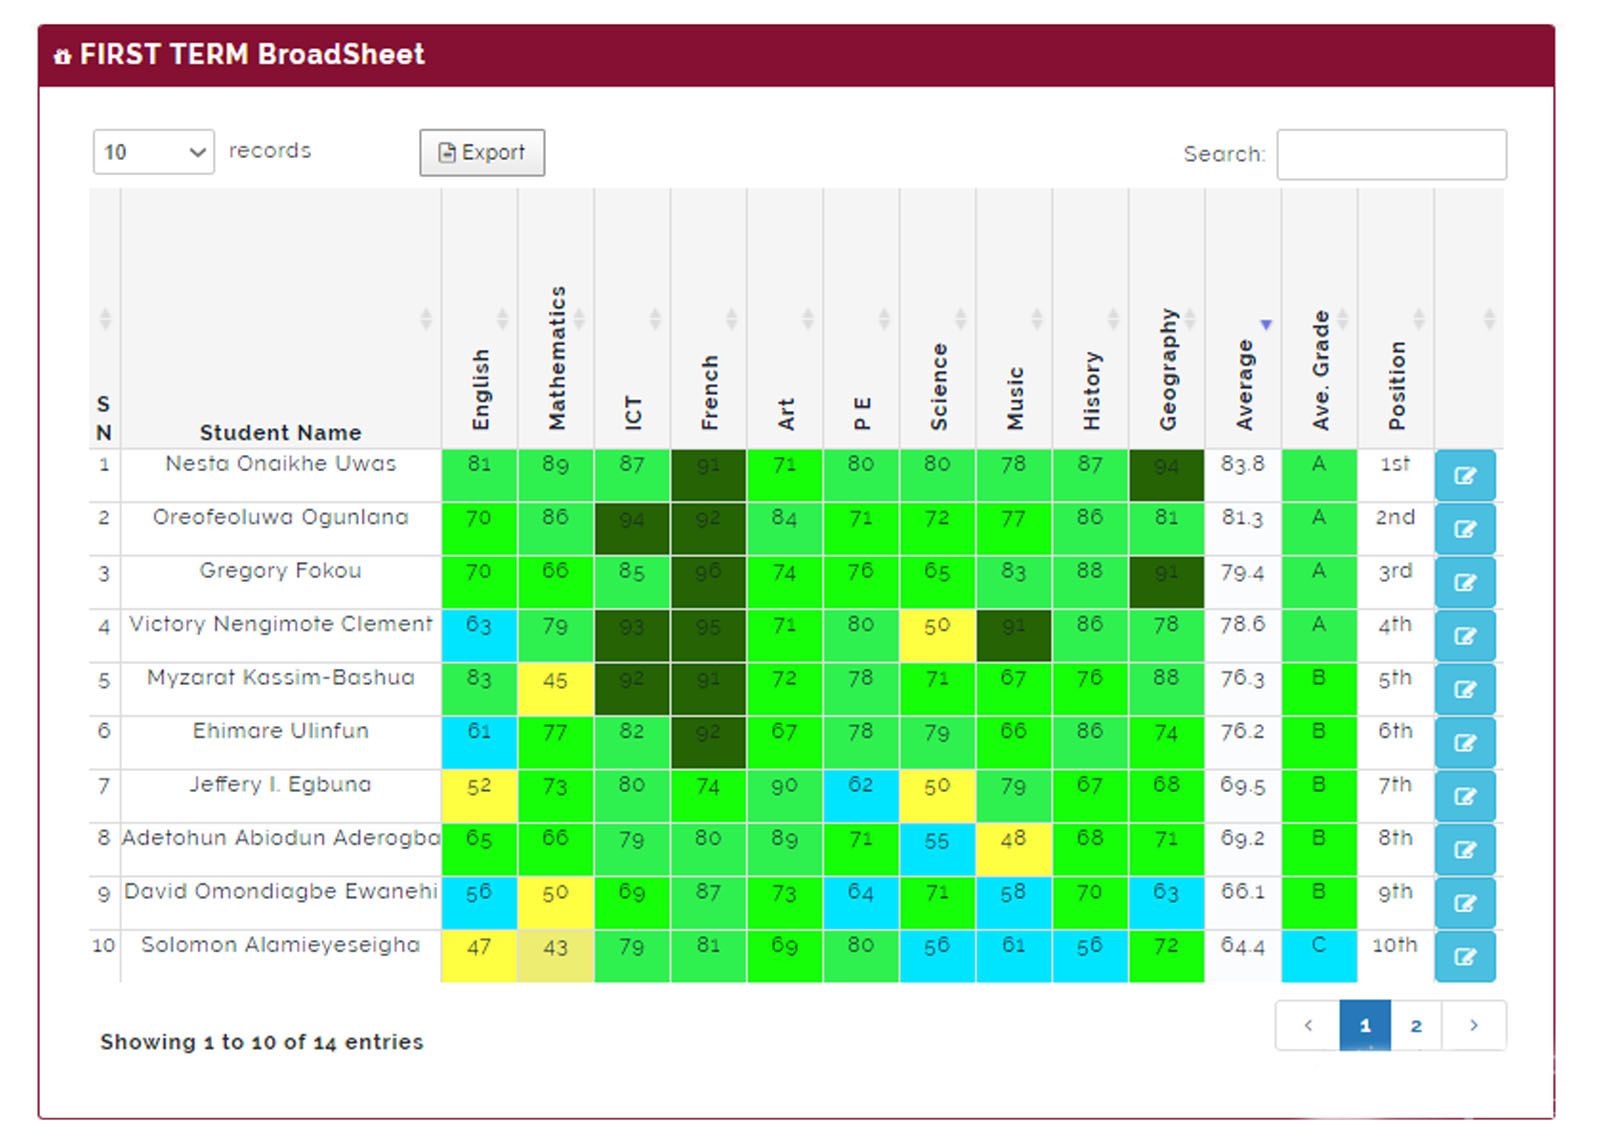 FIRST TERM BroadSheet
10 records Export Search:
S N Student Name English Mathematics ICT French Art P E Science Music History Geography Average Ave. Grade Position
1 Nesta Onaikhe Uwas 81 89 87 91 71 80 80 78 87 94 83.8 A 1st
2 Oreofeoluwa Ogunlana 70 86 94 92 84 71 72 77 86 81 81.3 A 2nd
3 Gregory Fokou 70 66 85 96 74 76 65 83 88 91 79.4 A 3rd
4 Victory Nengimote Clement 63 79 93 95 71 80 50 91 86 78 78.6 A 4th
5 Myzarat Kassim-Bashua 83 45 92 91 72 78 71 67 76 88 76.3 B 5th
6 Ehimare Ulinfun 61 77 82 92 67 78 79 66 86 74 76.2 B 6th
7 Jeffery I. Egbuna 52 73 80 74 90 62 50 79 67 68 69.5 B 7th
8 Adetohun Abiodun Aderogba 65 66 79 80 89 71 55 48 68 71 69.2 B 8th
9 David Omondiagbe Ewanehi 56 50 69 87 73 64 71 58 70 63 66.1 B 9th
10 Solomon Alamieyeseigha 47 43 79 81 69 80 56 61 56 72 64.4 C 10th
Showing 1 to 10 of 14 entries
< 1 2 >